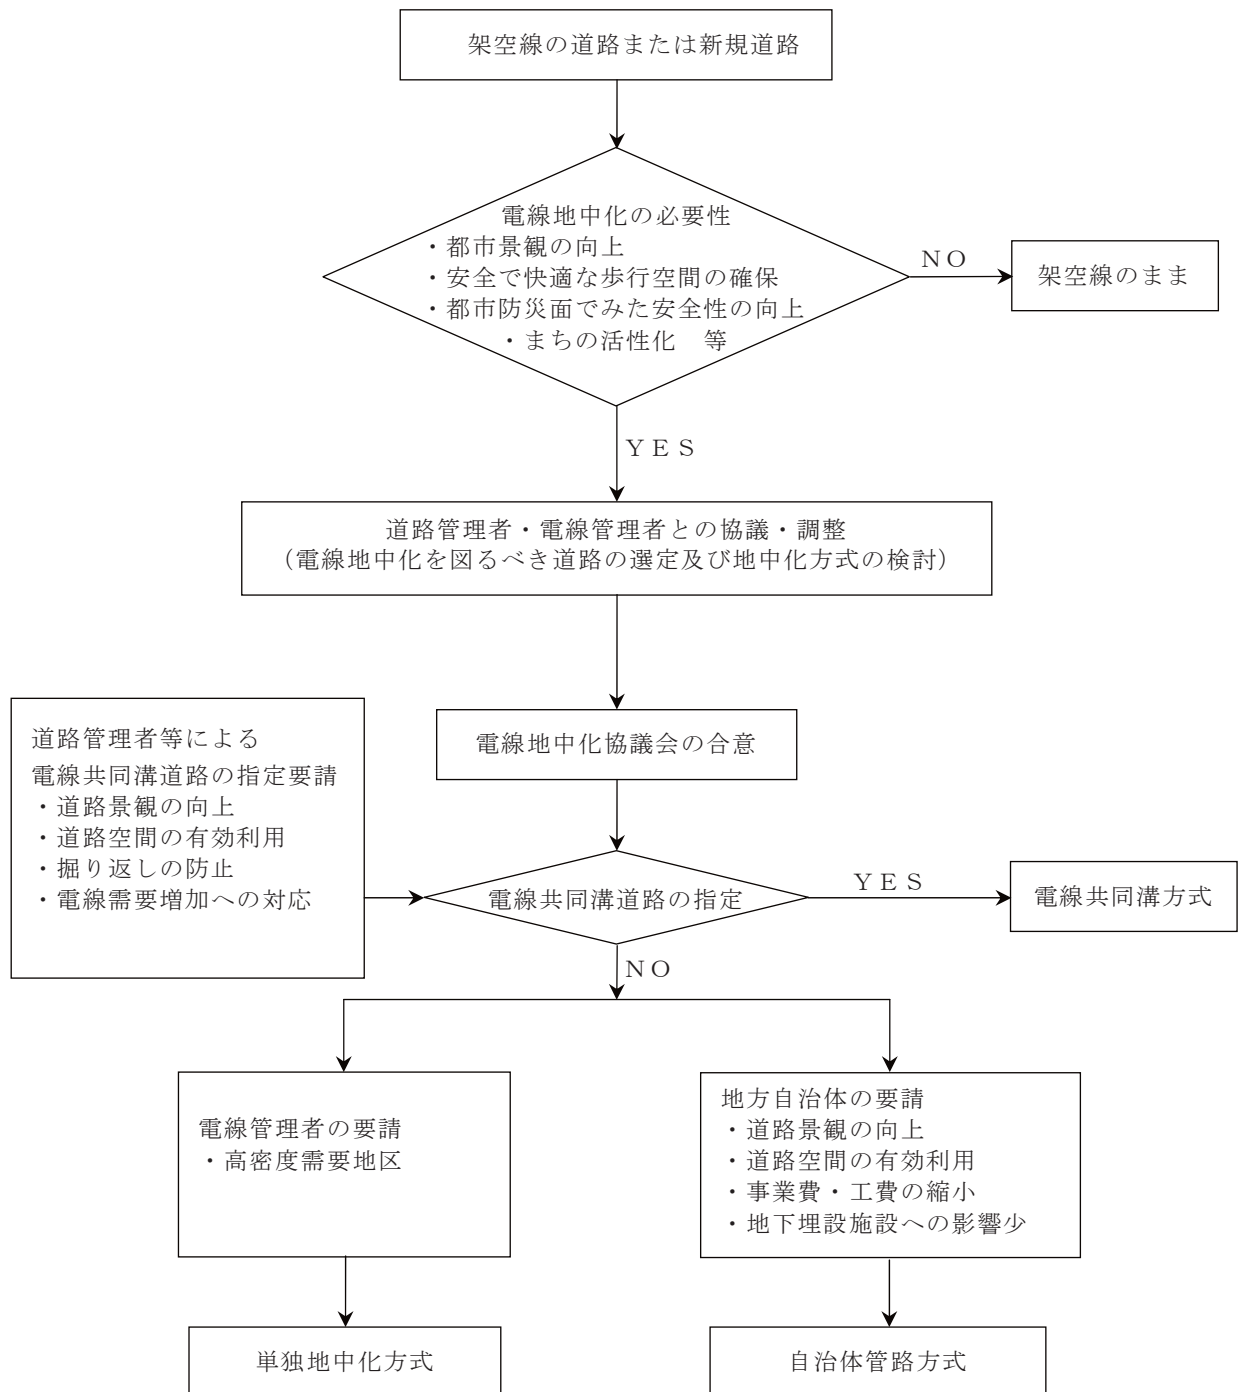 架空線の道路または新規道路
電線地中化の必要性
・都市景観の向上
・安全で快適な歩行空間の確保
・都市防災面でみた安全性の向上
・まちの活性化　等
ＮＯ
架空線のまま
ＹＥＳ
道路管理者・電線管理者との協議・調整
（電線地中化を図るべき道路の選定及び地中化方式の検討）
電線地中化協議会の合意
道路管理者等による
電線共同溝道路の指定要請
・道路景観の向上
・道路空間の有効利用
・掘り返しの防止
・電線需要増加への対応
電線共同溝道路の指定
ＹＥＳ
電線共同溝方式
ＮＯ
電線管理者の要請
・高密度需要地区
地方自治体の要請
・道路景観の向上
・道路空間の有効利用
・事業費・工費の縮小
・地下埋設施設への影響少
単独地中化方式
自治体管路方式